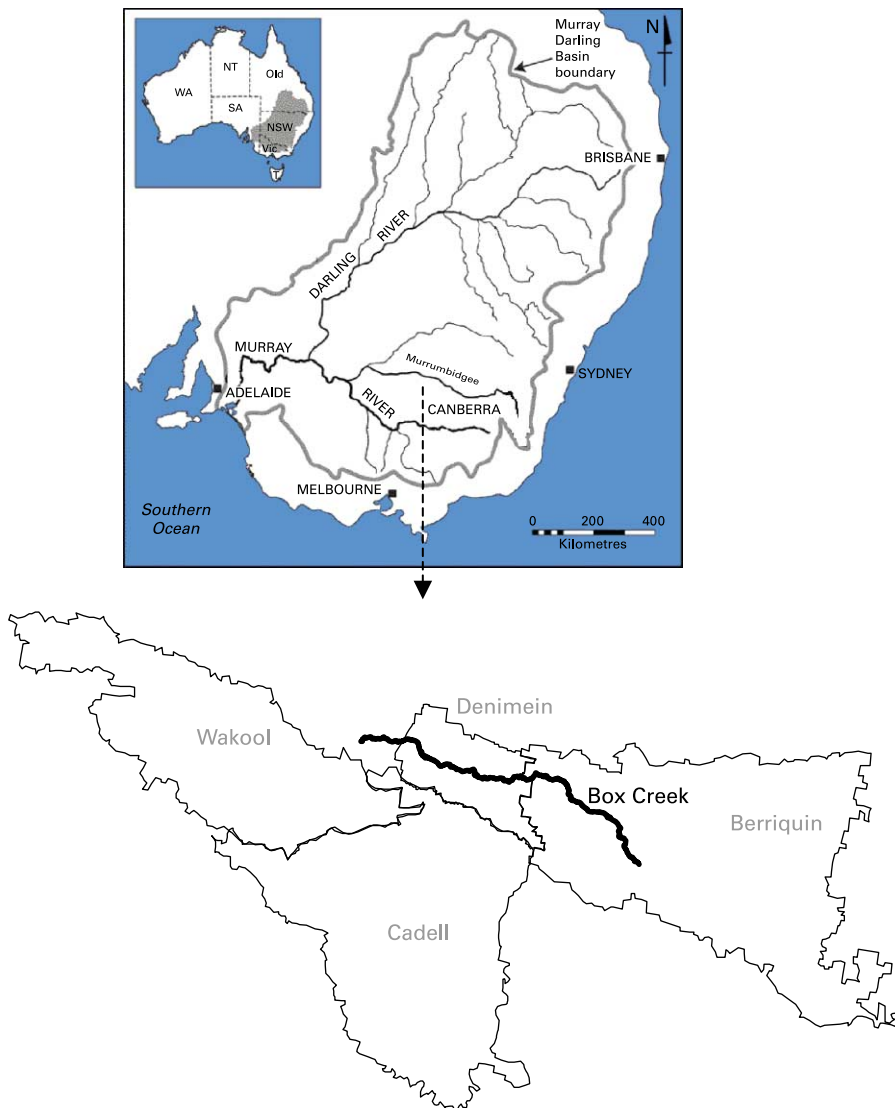 Murray
Darling
Basin
boundary
N
NT
Old
WA
SA
NSW
Vic
T
BRISBANE
DARLING RIVER
MURRAY
Murrumbidgee
SYDNEY
ADELAIDE
RIVER
CANBERRA
MELBOURNE
Southern
Ocean
0 200 400
Kilometres
Denimein
Wakool
Box Creek
Berriquin
Cadell